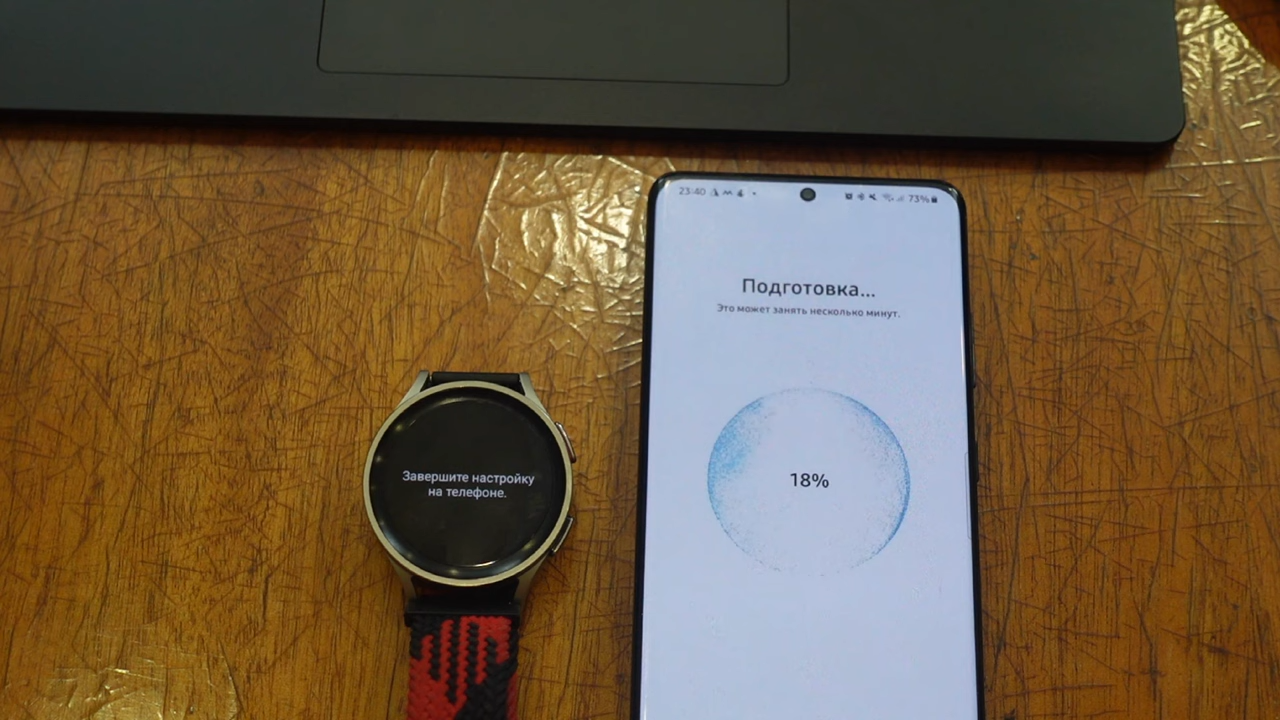 23:40
73%
Подготовка...
Это может занять несколько минут.
18%
Завершите настройку
на телефоне.